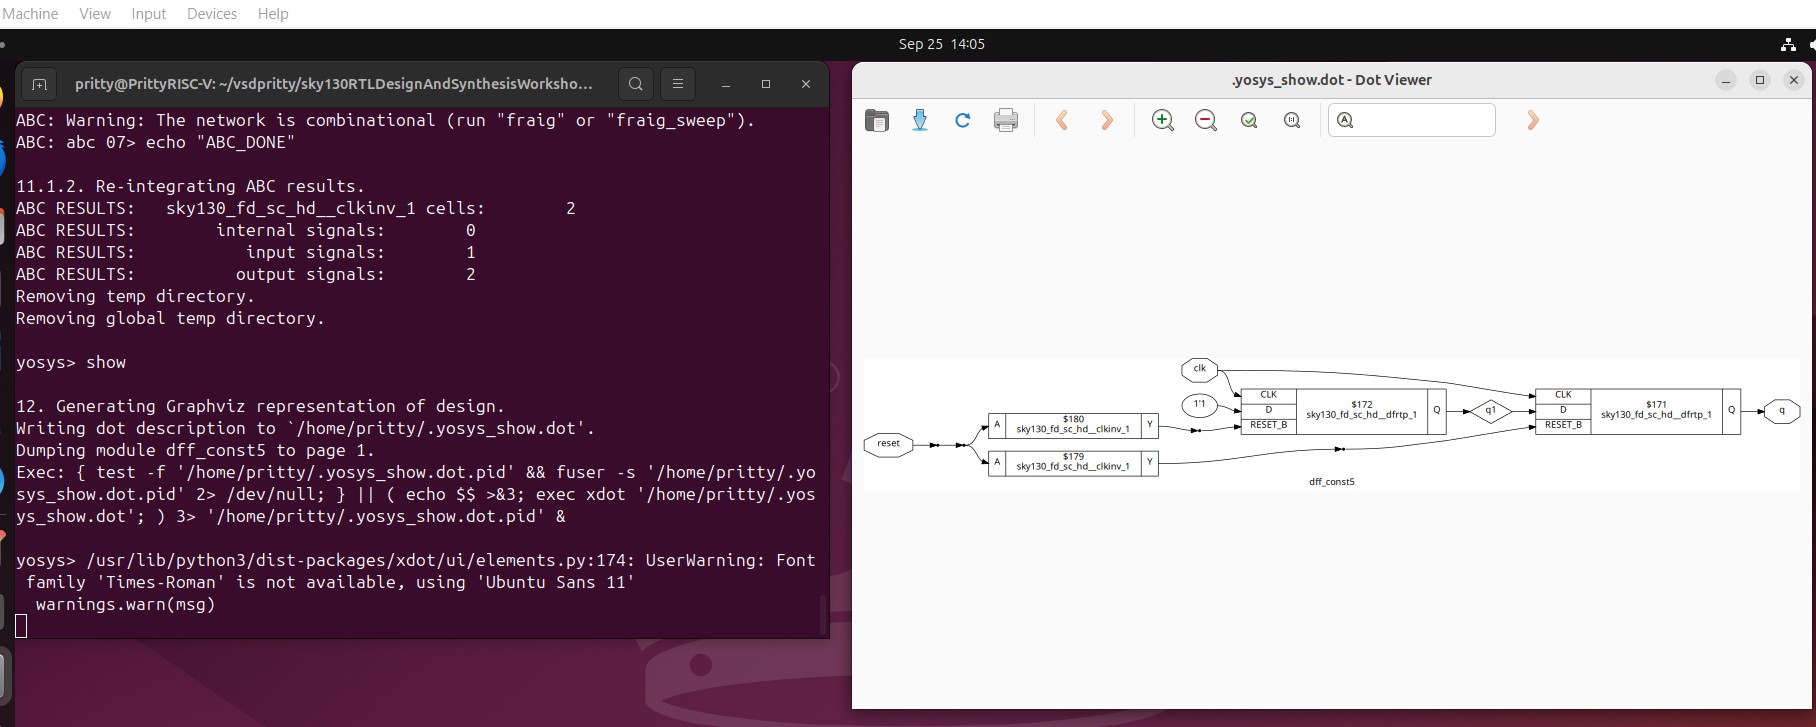 Machine View Input Devices Help
Sep 25 14:05
pritty@PrittyRISC-V: ~/vsdpritty/sky130RTLDesignAndSynthesisWorksho...
ABC: Warning: The network is combinational (run "fraig" or "fraig_sweep").
ABC: abc 07> echo "ABC_DONE"
11.1.2. Re-integrating ABC results.
ABC RESULTS:   sky130_fd_sc_hd__clkinv_1 cells:        2
ABC RESULTS:        internal signals:        0
ABC RESULTS:           input signals:        1
ABC RESULTS:          output signals:        2
Removing temp directory.
Removing global temp directory.
yosys> show
12. Generating Graphviz representation of design.
Writing dot description to `/home/pritty/.yosys_show.dot'.
Dumping module dff_const5 to page 1.
Exec: { test -f '/home/pritty/.yosys_show.dot.pid' && fuser -s '/home/pritty/.yo
sys_show.dot.pid' 2> /dev/null; } || ( echo $$ >&3; exec xdot '/home/pritty/.yos
ys_show.dot'; ) 3> '/home/pritty/.yosys_show.dot.pid' &
yosys> /usr/lib/python3/dist-packages/xdot/ui/elements.py:174: UserWarning: Font
 family 'Times-Roman' is not available, using 'Ubuntu Sans 11'
  warnings.warn(msg)
.yosys_show.dot - Dot Viewer
reset
A
$180
sky130_fd_sc_hd__clkinv_1
Y
A
$179
sky130_fd_sc_hd__clkinv_1
Y
clk
1'1
CLK
D
RESET_B
$172
sky130_fd_sc_hd__dfrtp_1
Q
q1
CLK
D
RESET_B
$171
sky130_fd_sc_hd__dfrtp_1
Q
q
dff_const5